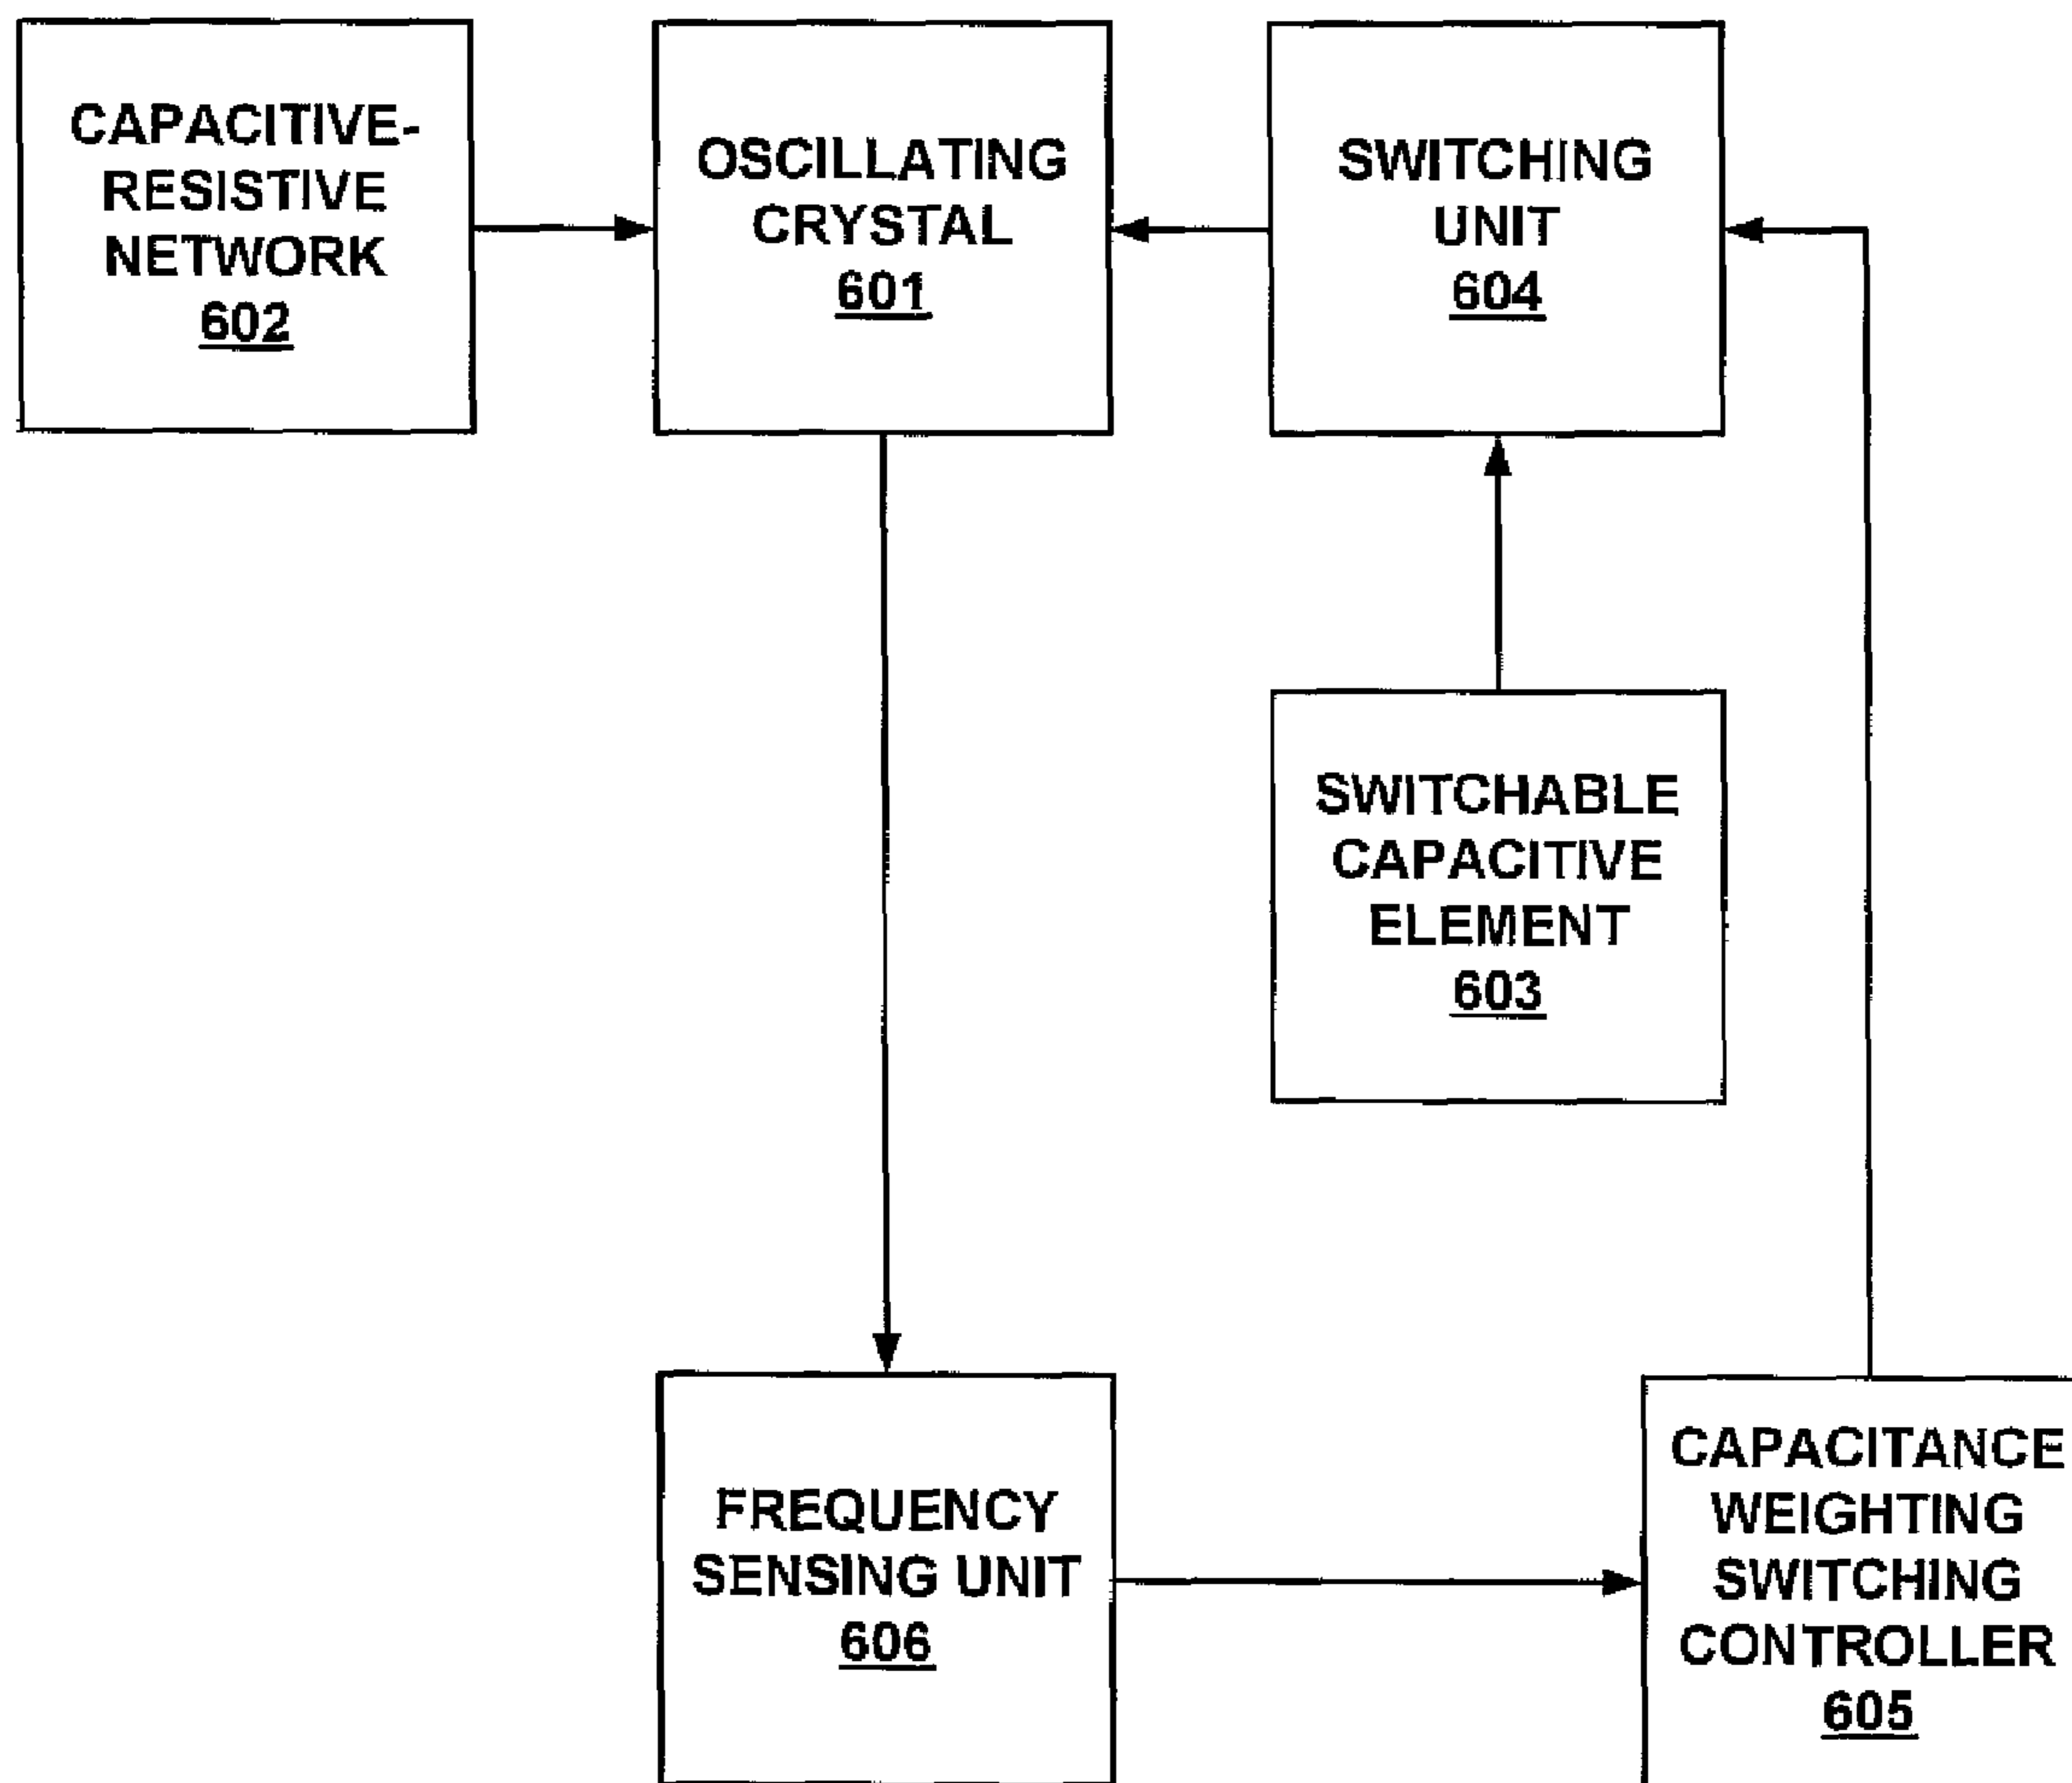 CAPACITIVE-
RESISTIVE
NETWORK
602
OSCILLATING
CRYSTAL
601
SWITCHING
UNIT
604
SWITCHABLE
CAPACITIVE
ELEMENT
603
FREQUENCY
SENSING UNIT
606
CAPACITANCE
WEIGHTING
SWITCHING
CONTROLLER
605